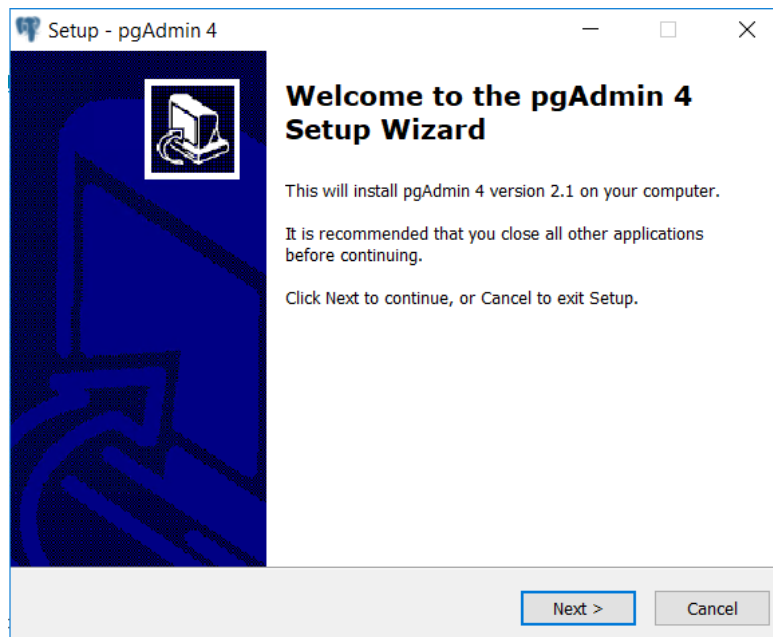 Setup - pgAdmin 4
Welcome to the pgAdmin 4
Setup Wizard
This will install pgAdmin 4 version 2.1 on your computer.
It is recommended that you close all other applications
before continuing.
Click Next to continue, or Cancel to exit Setup.
Next >
Cancel